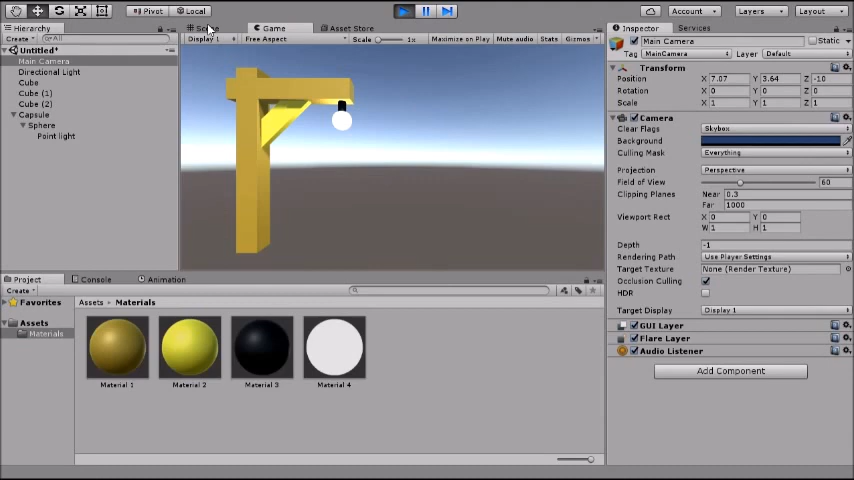 Pivot Local Account Layers Layout
Hierarchy
Create All
Untitled*
Main Camera
Directional Light
Cube
Cube (1)
Cube (2)
Capsule
Sphere
Point light
Game Asset Store
Display 1 Free Aspect Scale 1x Maximize on Play Mute audio Stats Gizmos
Inspector Services
Main Camera Static
Tag MainCamera Layer Default
Transform
Position X 7.07 Y 3.64 Z -10
Rotation X 0 Y 0 Z 0
Scale X 1 Y 1 Z 1
Camera
Clear Flags Skybox
Background
Culling Mask Everything
Projection Perspective
Field of View 60
Clipping Planes Near 0.3
Far 1000
Viewport Rect X 0 Y 0
W 1 H 1
Depth -1
Rendering Path Use Player Settings
Target Texture None (Render Texture)
Occlusion Culling
HDR
Target Display Display 1
GUI Layer
Flare Layer
Audio Listener
Add Component
Project Console Animation
Create
Favorites
Assets
Materials
Assets Materials
Material 1 Material 2 Material 3 Material 4